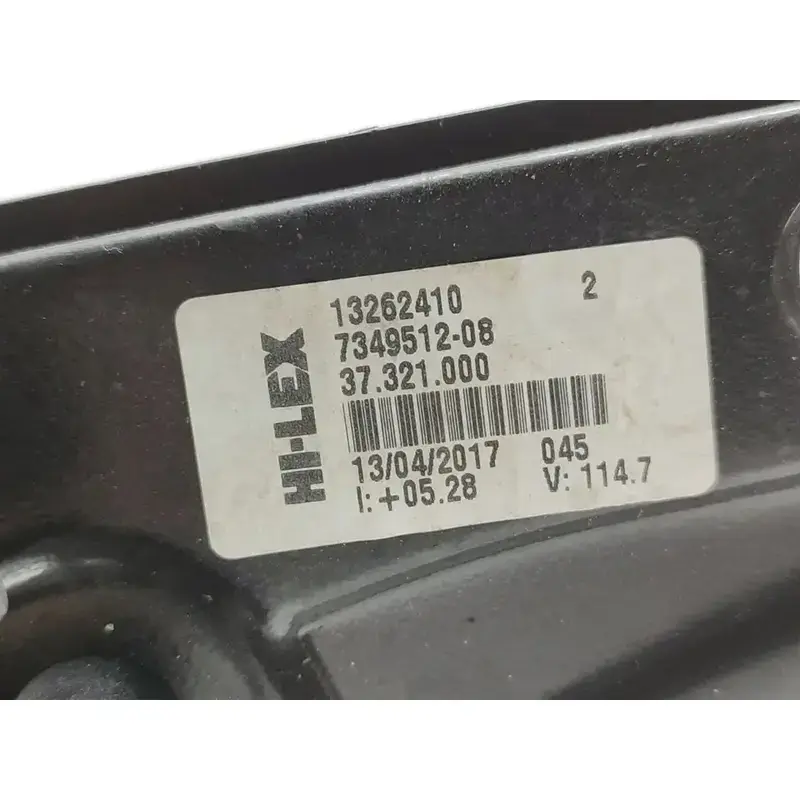 HI-LEX
13262410 2
7349512-08
37.321.000
13/04/2017 045
I: +05.28 V: 114.7